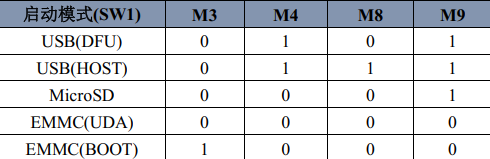 启动模式(SW1) M3 M4 M8 M9
USB(DFU) 0 1 0 1
USB(HOST) 0 1 1 1
MicroSD 0 0 0 1
EMMC(UDA) 0 0 0 0
EMMC(BOOT) 1 0 0 0